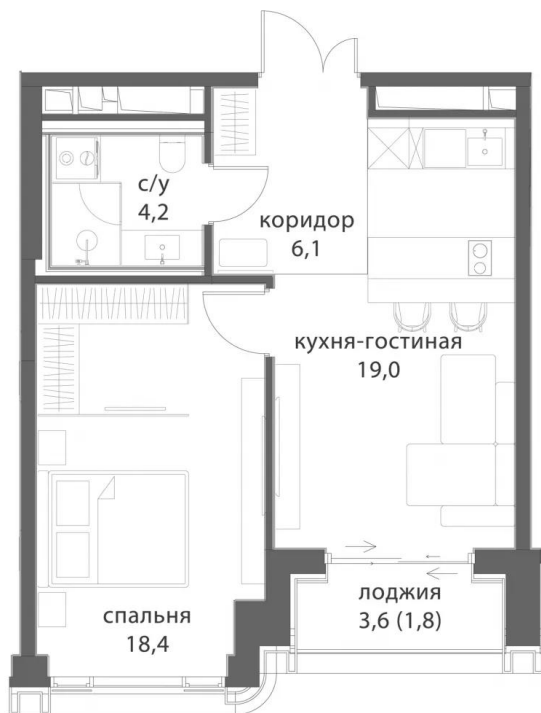 с/у
4,2
коридор
6,1
кухня-гостиная
19,0
спальня
18,4
лоджия
3,6 (1,8)